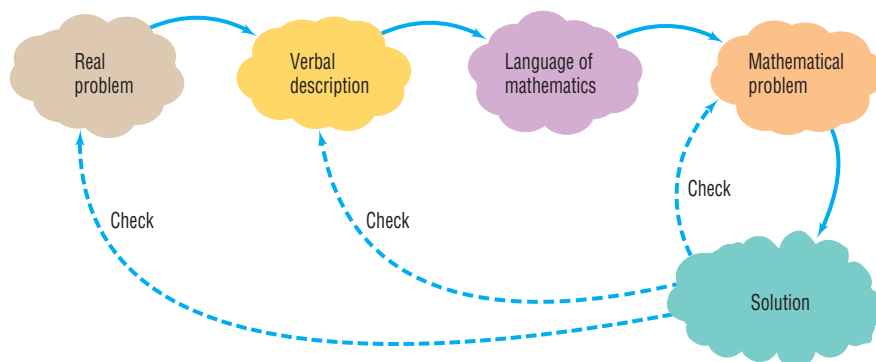 Real
problem
Verbal
description
Language of
mathematics
Mathematical
problem
Check
Check
Check
Solution